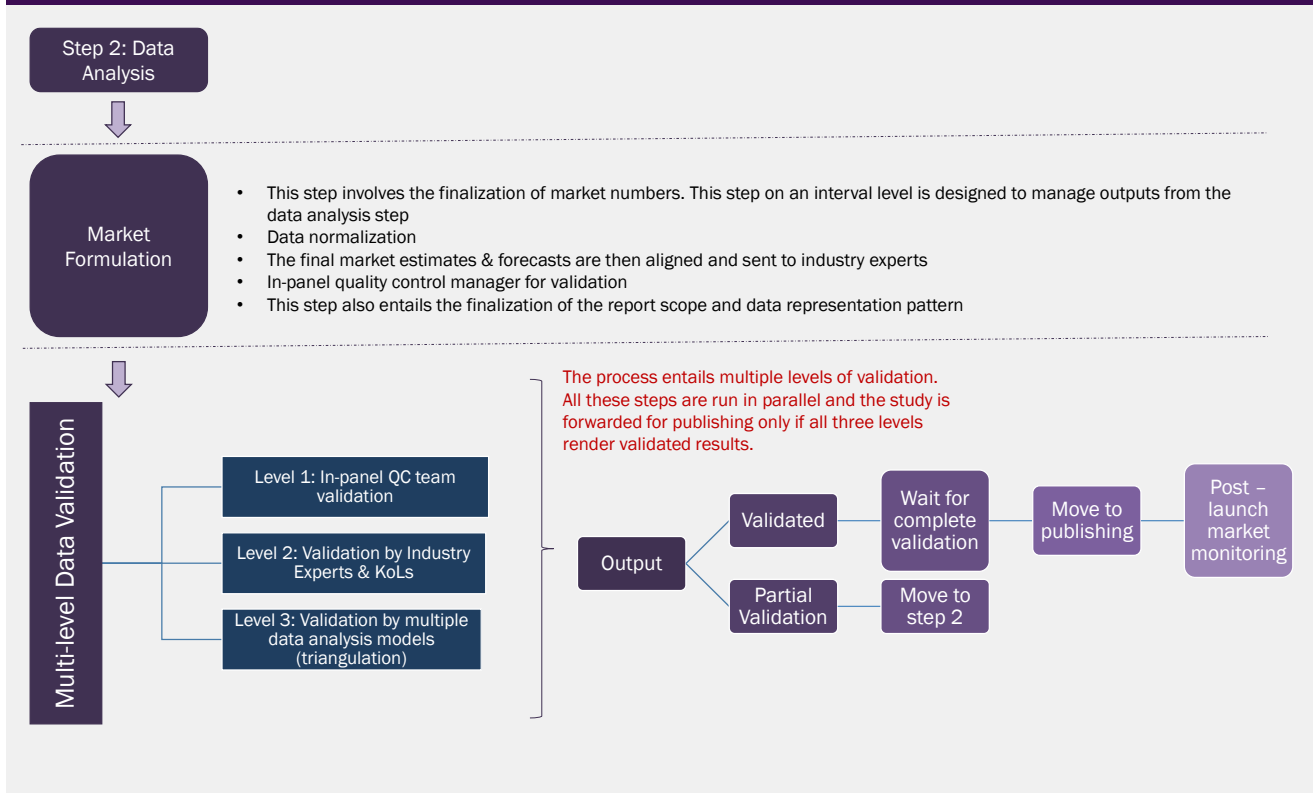 Step 2: Data
Analysis
Market
Formulation
• This step involves the finalization of market numbers. This step on an interval level is designed to manage outputs from the
data analysis step
• Data normalization
• The final market estimates & forecasts are then aligned and sent to industry experts
• In-panel quality control manager for validation
• This step also entails the finalization of the report scope and data representation pattern
Multi-level Data Validation
Level 1: In-panel QC team
validation
Level 2: Validation by Industry
Experts & KoLs
Level 3: Validation by multiple
data analysis models
(triangulation)
The process entails multiple levels of validation.
All these steps are run in parallel and the study is
forwarded for publishing only if all three levels
render validated results.
Output
Validated
Wait for
complete
validation
Move to
publishing
Post –
launch
market
monitoring
Partial
Validation
Move to
step 2